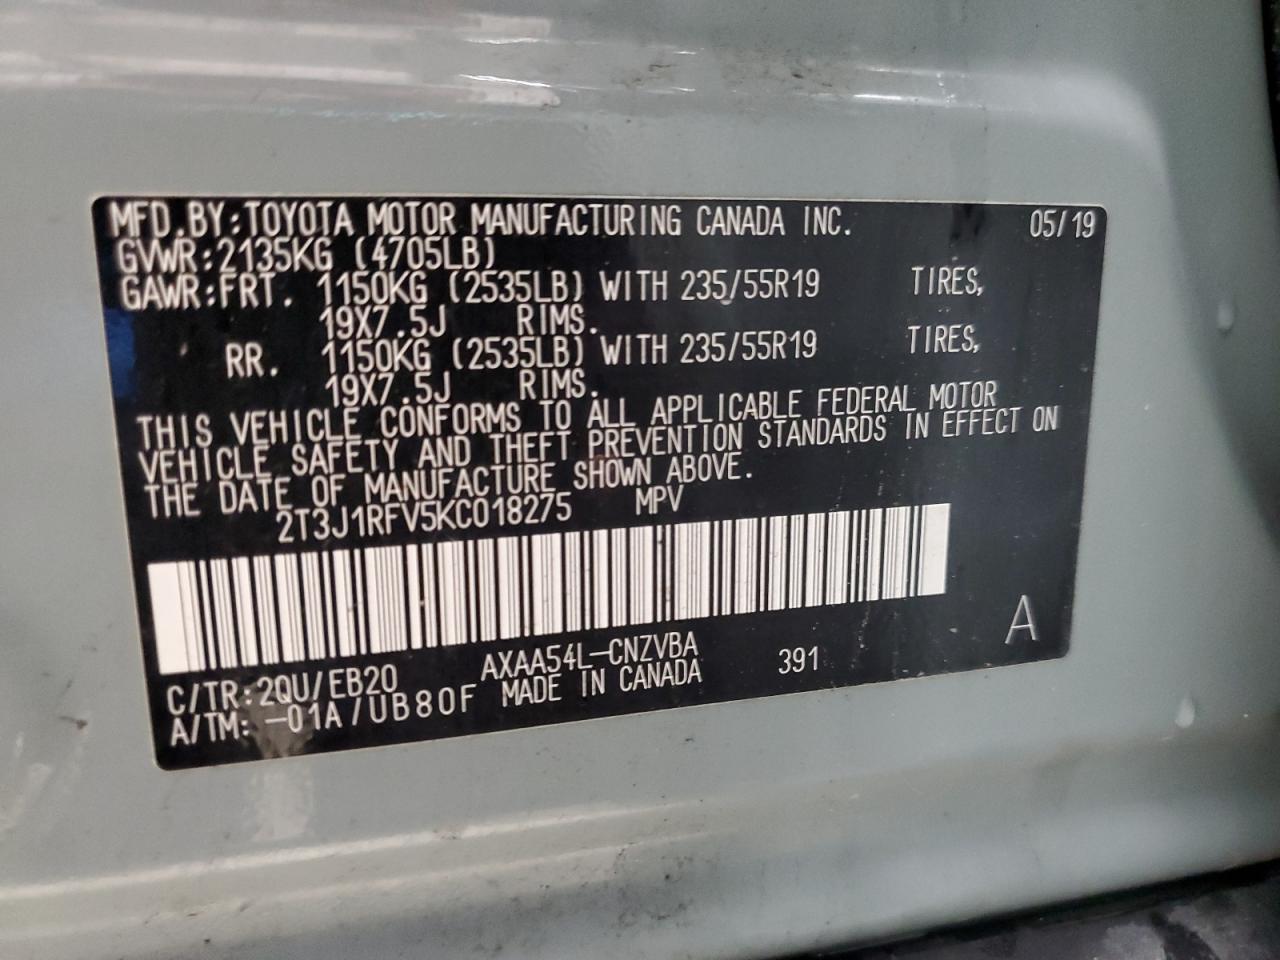 MFD.BY:TOYOTA MOTOR MANUFACTURING CANADA INC. 05/19
GVWR:2135KG (4705LB)
GAWR:FRT. 1150KG (2535LB) WITH 235/55R19 TIRES,
19X7.5J RIMS.
RR. 1150KG (2535LB) WITH 235/55R19 TIRES,
19X7.5J RIMS.
THIS VEHICLE CONFORMS TO ALL APPLICABLE FEDERAL MOTOR
VEHICLE SAFETY AND THEFT PREVENTION STANDARDS IN EFFECT ON
THE DATE OF MANUFACTURE SHOWN ABOVE.
2T3J1RFV5KC018275 MPV
C/TR:2QU/EB20 AXAA54L-CNZVBA 391 A
A/TM:-01A/UB80F MADE IN CANADA